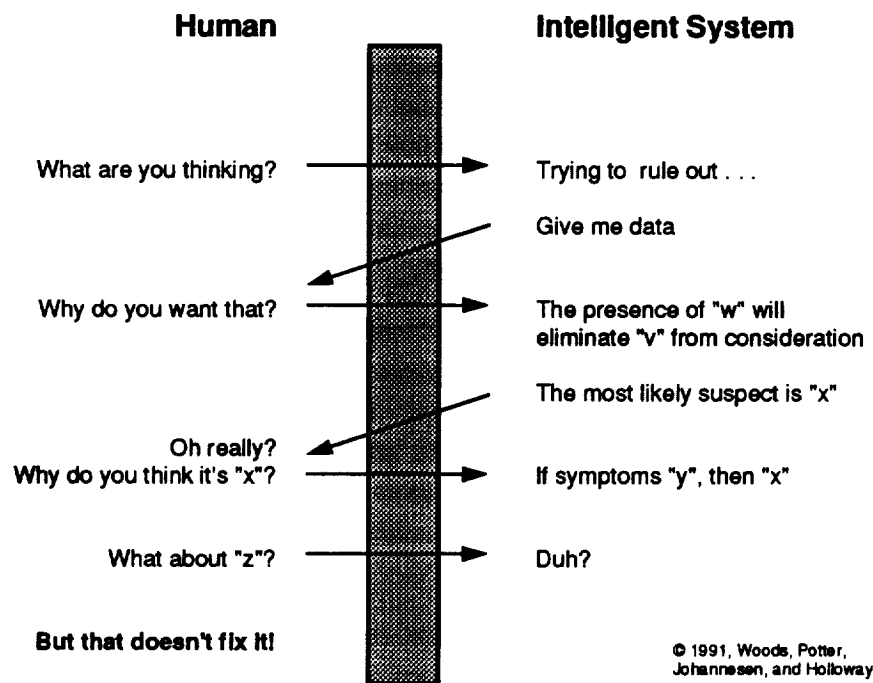 Human
Intelligent System
What are you thinking?
Trying to rule out . . .
Give me data
Why do you want that?
The presence of "w" will
eliminate "v" from consideration
The most likely suspect is "x"
Oh really?
Why do you think it's "x"?
If symptoms "y", then "x"
What about "z"?
Duh?
But that doesn't fix it!
© 1991, Woods, Potter,
Johannesen, and Holloway